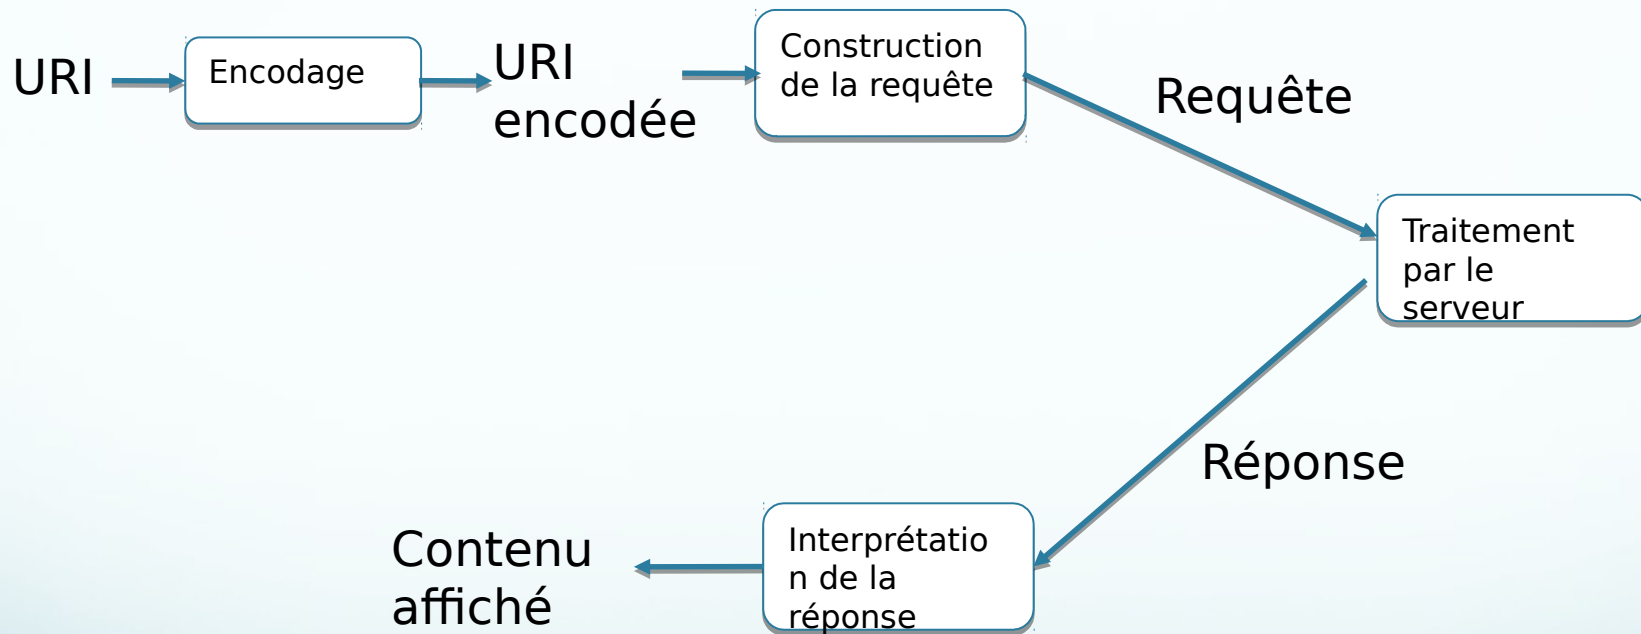 URI
Encodage
URI
encodée
Construction
de la requête
Requête
Traitement
par le
serveur
Réponse
Interprétatio
n de la
réponse
Contenu
affiché